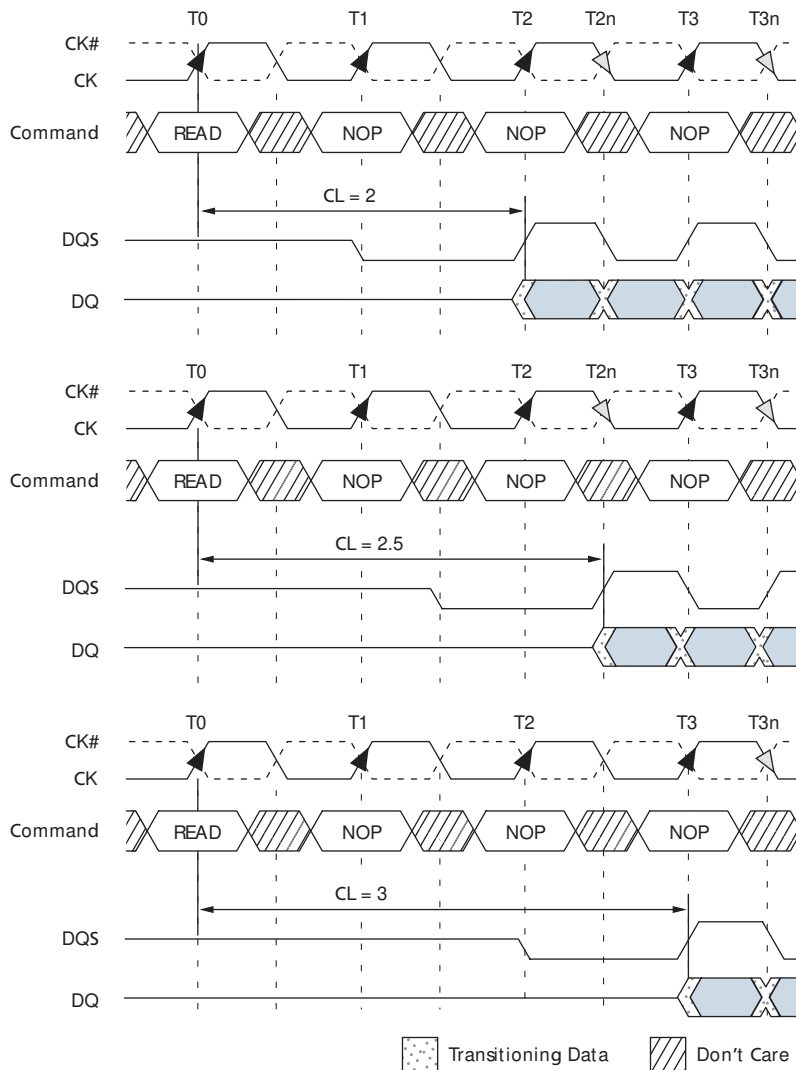 T0 T1 T2 T2n T3 T3n
CK#
CK
Command READ NOP NOP NOP
CL = 2
DQS
DQ
T0 T1 T2 T2n T3 T3n
CK#
CK
Command READ NOP NOP NOP
CL = 2.5
DQS
DQ
T0 T1 T2 T3 T3n
CK#
CK
Command READ NOP NOP NOP
CL = 3
DQS
DQ
Transitioning Data Don't Care